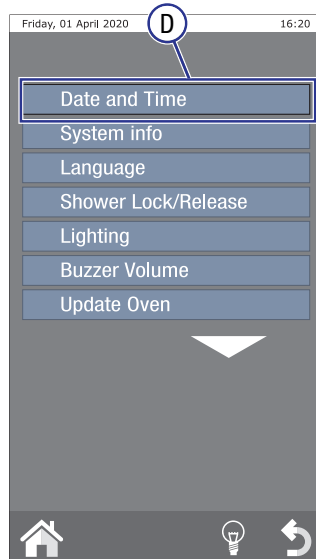 Friday, 01 April 2020 D 16:20
Date and Time
System info
Language
Shower Lock/Release
Lighting
Buzzer Volume
Update Oven